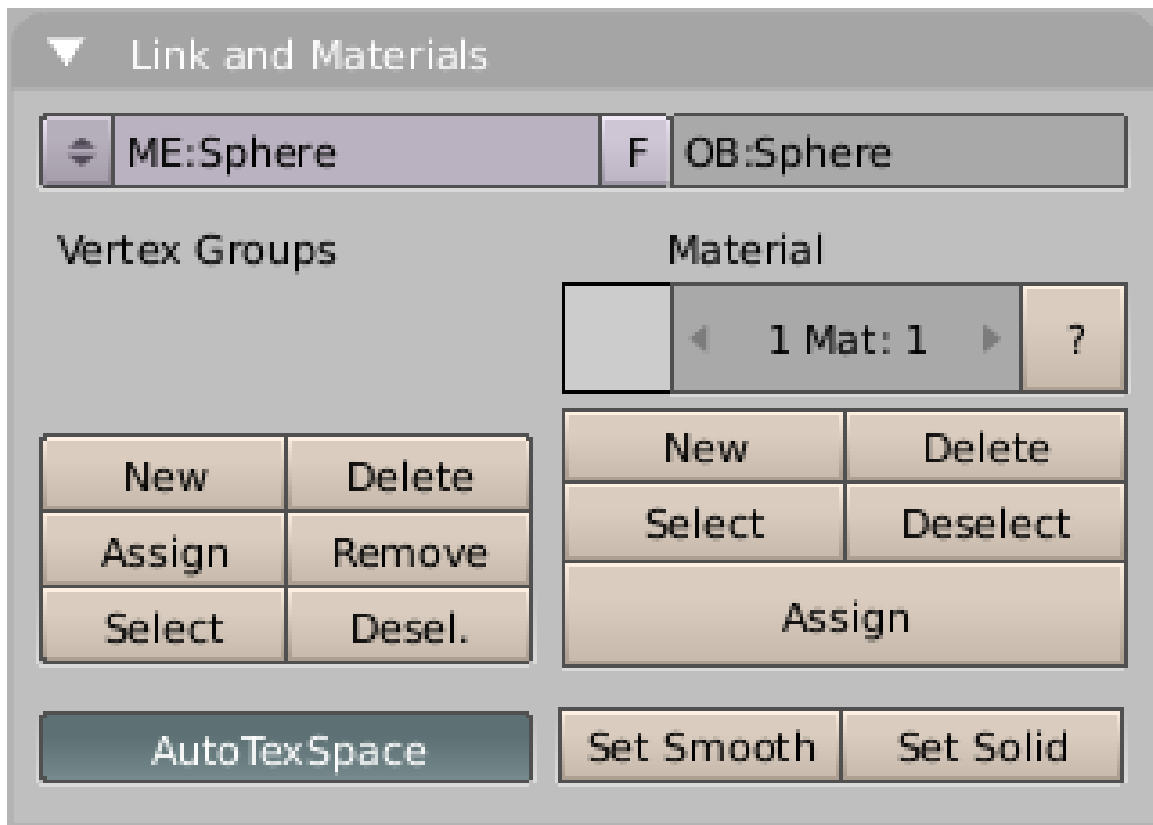 Link and Materials
ME:Sphere F OB:Sphere
Vertex Groups Material
1 Mat: 1 ?
New Delete
Select Deselect
Assign
New Delete
Assign Remove
Select Desel.
AutoTexSpace Set Smooth Set Solid